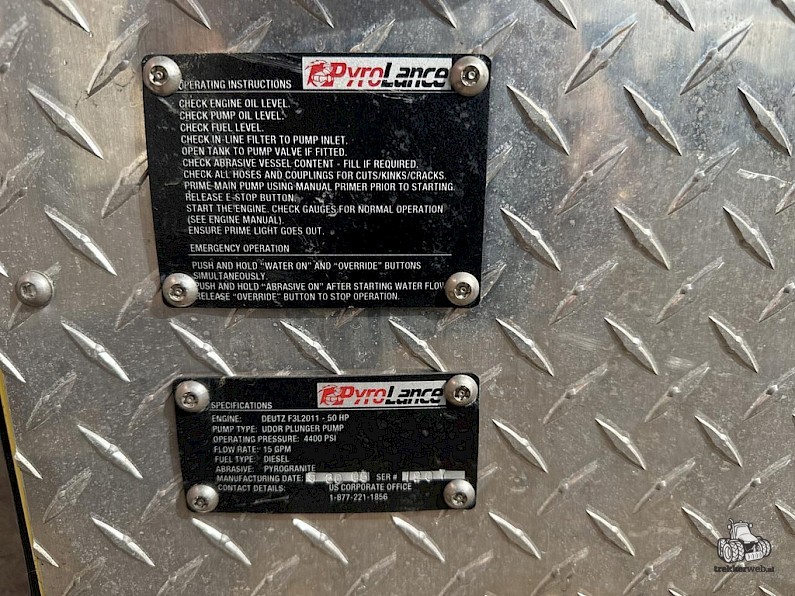 OPERATING INSTRUCTIONS PyroLance
CHECK ENGINE OIL LEVEL.
CHECK PUMP OIL LEVEL.
CHECK FUEL LEVEL.
CHECK IN-LINE FILTER TO PUMP INLET.
OPEN TANK TO PUMP VALVE IF FITTED.
CHECK ABRASIVE VESSEL CONTENT - FILL IF REQUIRED.
CHECK ALL HOSES AND COUPLINGS FOR CUTS/KINKS/CRACKS.
PRIME MAIN PUMP USING MANUAL PRIMER PRIOR TO STARTING.
RELEASE E-STOP BUTTON.
START THE ENGINE. CHECK GAUGES FOR NORMAL OPERATION
(SEE ENGINE MANUAL).
ENSURE PRIME LIGHT GOES OUT.
EMERGENCY OPERATION
PUSH AND HOLD "WATER ON" AND "OVERRIDE" BUTTONS
SIMULTANEOUSLY.
PUSH AND HOLD "ABRASIVE ON" AFTER STARTING WATER FLOW
RELEASE "OVERRIDE" BUTTON TO STOP OPERATION.
SPECIFICATIONS PyroLance
ENGINE: DEUTZ F3L2011 - 50 HP
PUMP TYPE: UDOR PLUNGER PUMP
OPERATING PRESSURE: 4400 PSI
FLOW RATE: 15 GPM
FUEL TYPE: DIESEL
ABRASIVE: PYROGRANITE
MANUFACTURING DATE: SER #
CONTACT DETAILS: US CORPORATE OFFICE
1-877-221-1856
trekkerweb.nl